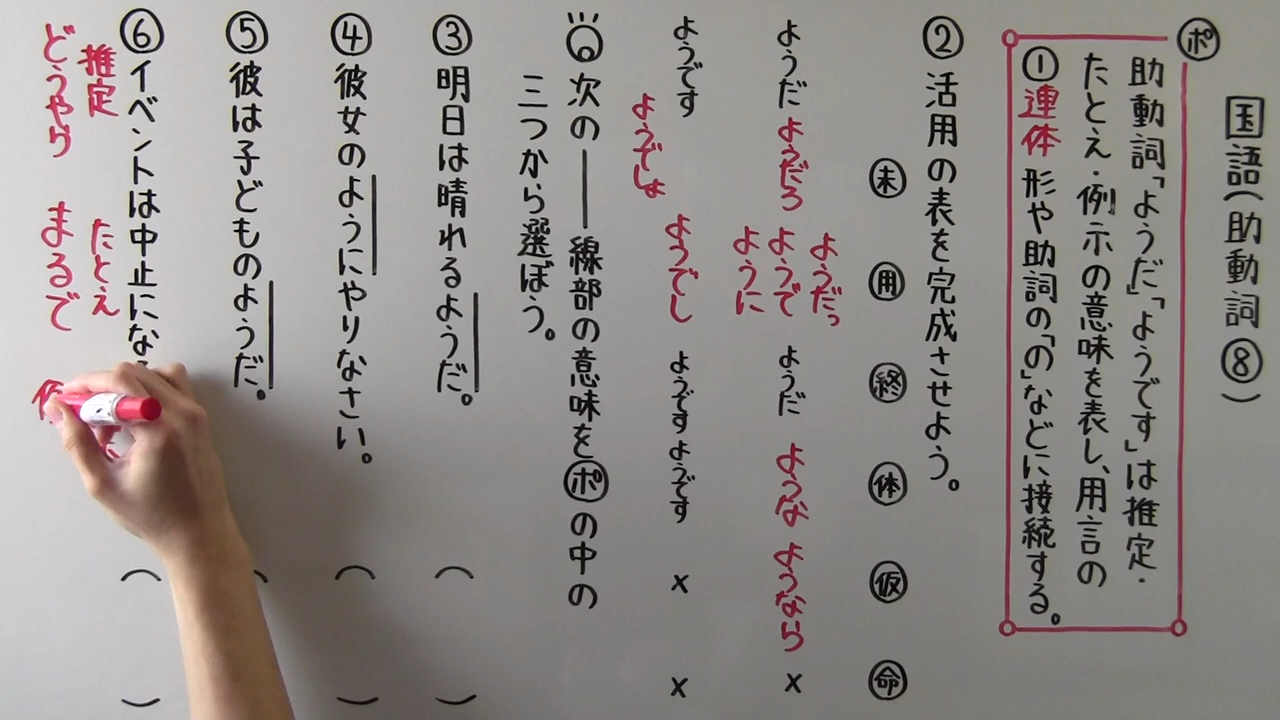 国語(助動詞⑧)
ポ
助動詞「ようだ」「ようです」は推定・
たとえ・例示の意味を表し、用言の
①連体形や助詞の「の」などに接続する。
②活用の表を完成させよう。
未 用 終 体 仮 命
ようだ ようだろ ようだっ ようで ように ようだ ような ようなら ×
ようです ようでしょ ようでし ようです ようです × ×
次の――線部の意味をポの中の
三つから選ぼう。
③明日は晴れるようだ。( )
④彼女のようにやりなさい。( )
⑤彼は子どものようだ。( )
⑥イベントは中止にな
推定 たとえ
どうやら まるで